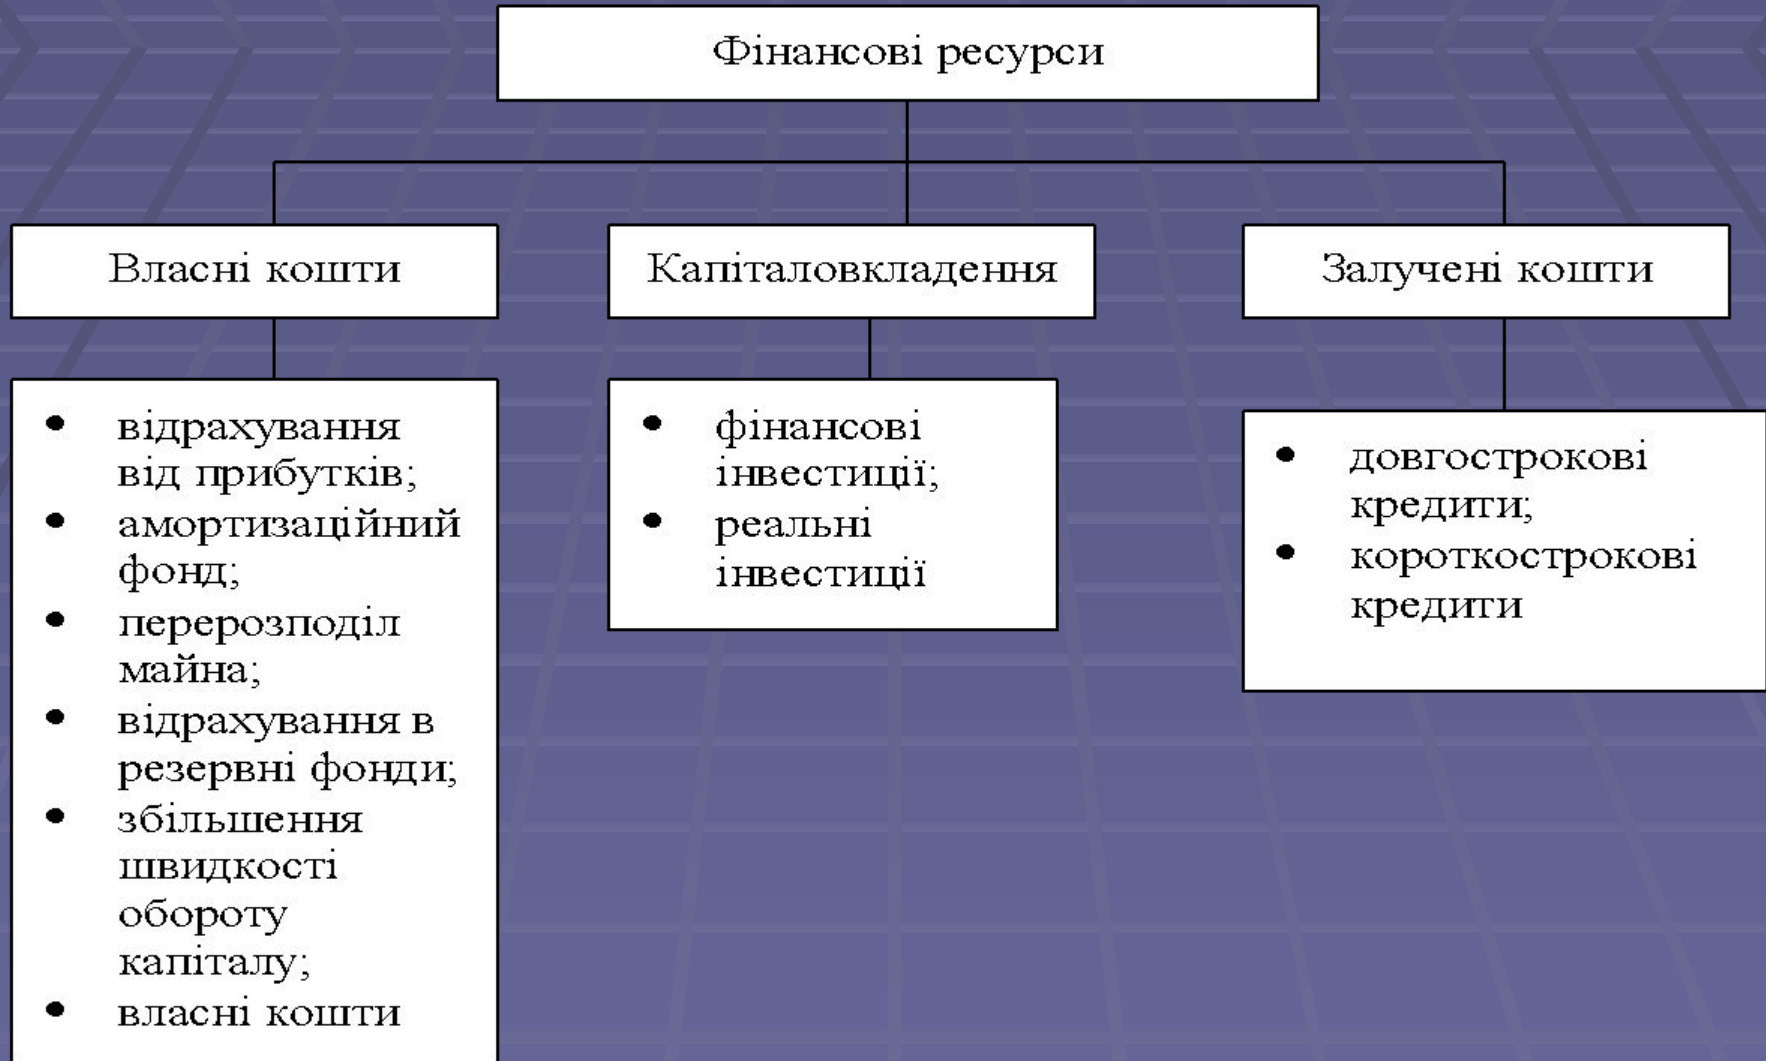 Фінансові ресурси
Власні кошти
Капіталовкладення
Залучені кошти
• відрахування
від прибутків;
• амортизаційний
фонд;
• перерозподіл
майна;
• відрахування в
резервні фонди;
• збільшення
швидкості
обороту
капіталу;
• власні кошти
• фінансові
інвестиції;
• реальні
інвестиції
• довгострокові
кредити;
• короткострокові
кредити